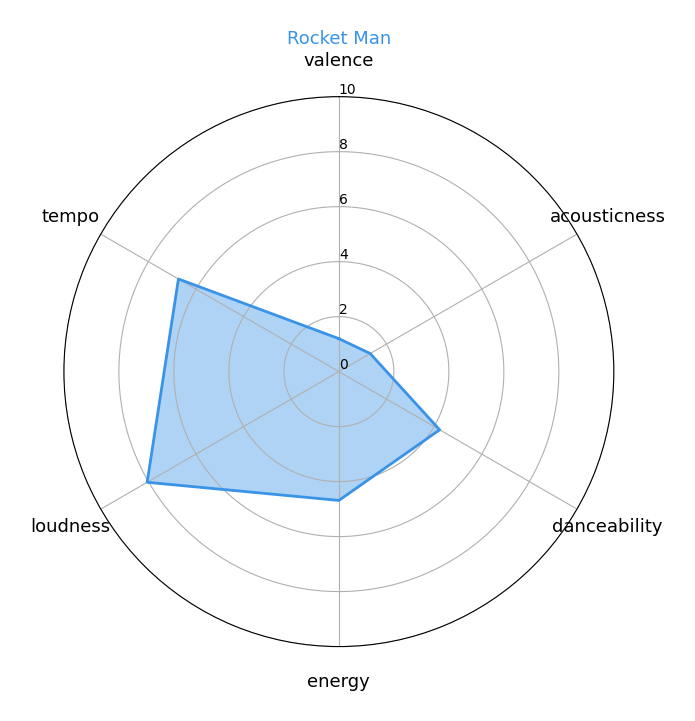 Rocket Man
valence
10
8
6
4
2
0
tempo
acousticness
loudness
danceability
energy